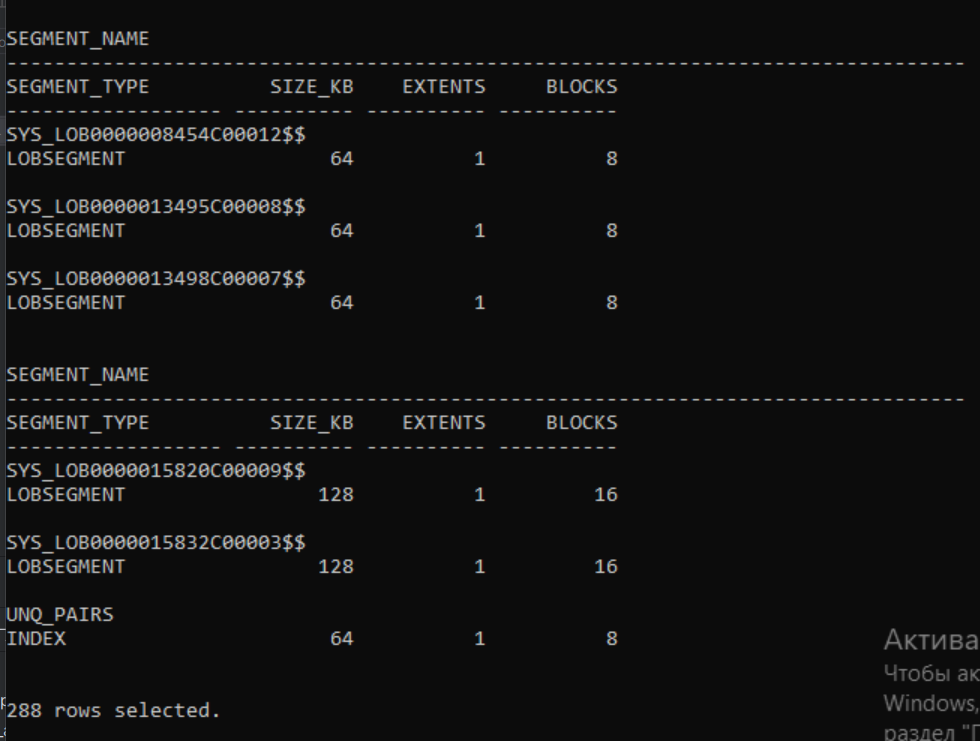 SEGMENT_NAME
--------------------------------------------------------------------------------
SEGMENT_TYPE          SIZE_KB    EXTENTS     BLOCKS
------------------ ---------- ---------- ----------
SYS_LOB0000008454C00012$$
LOBSEGMENT                 64          1          8
SYS_LOB0000013495C00008$$
LOBSEGMENT                 64          1          8
SYS_LOB0000013498C00007$$
LOBSEGMENT                 64          1          8
SEGMENT_NAME
--------------------------------------------------------------------------------
SEGMENT_TYPE          SIZE_KB    EXTENTS     BLOCKS
------------------ ---------- ---------- ----------
SYS_LOB0000015820C00009$$
LOBSEGMENT                128          1         16
SYS_LOB0000015832C00003$$
LOBSEGMENT                128          1         16
UNQ_PAIRS
INDEX                      64          1          8
288 rows selected.
Актива
Чтобы ак
Windows,
раздел "П